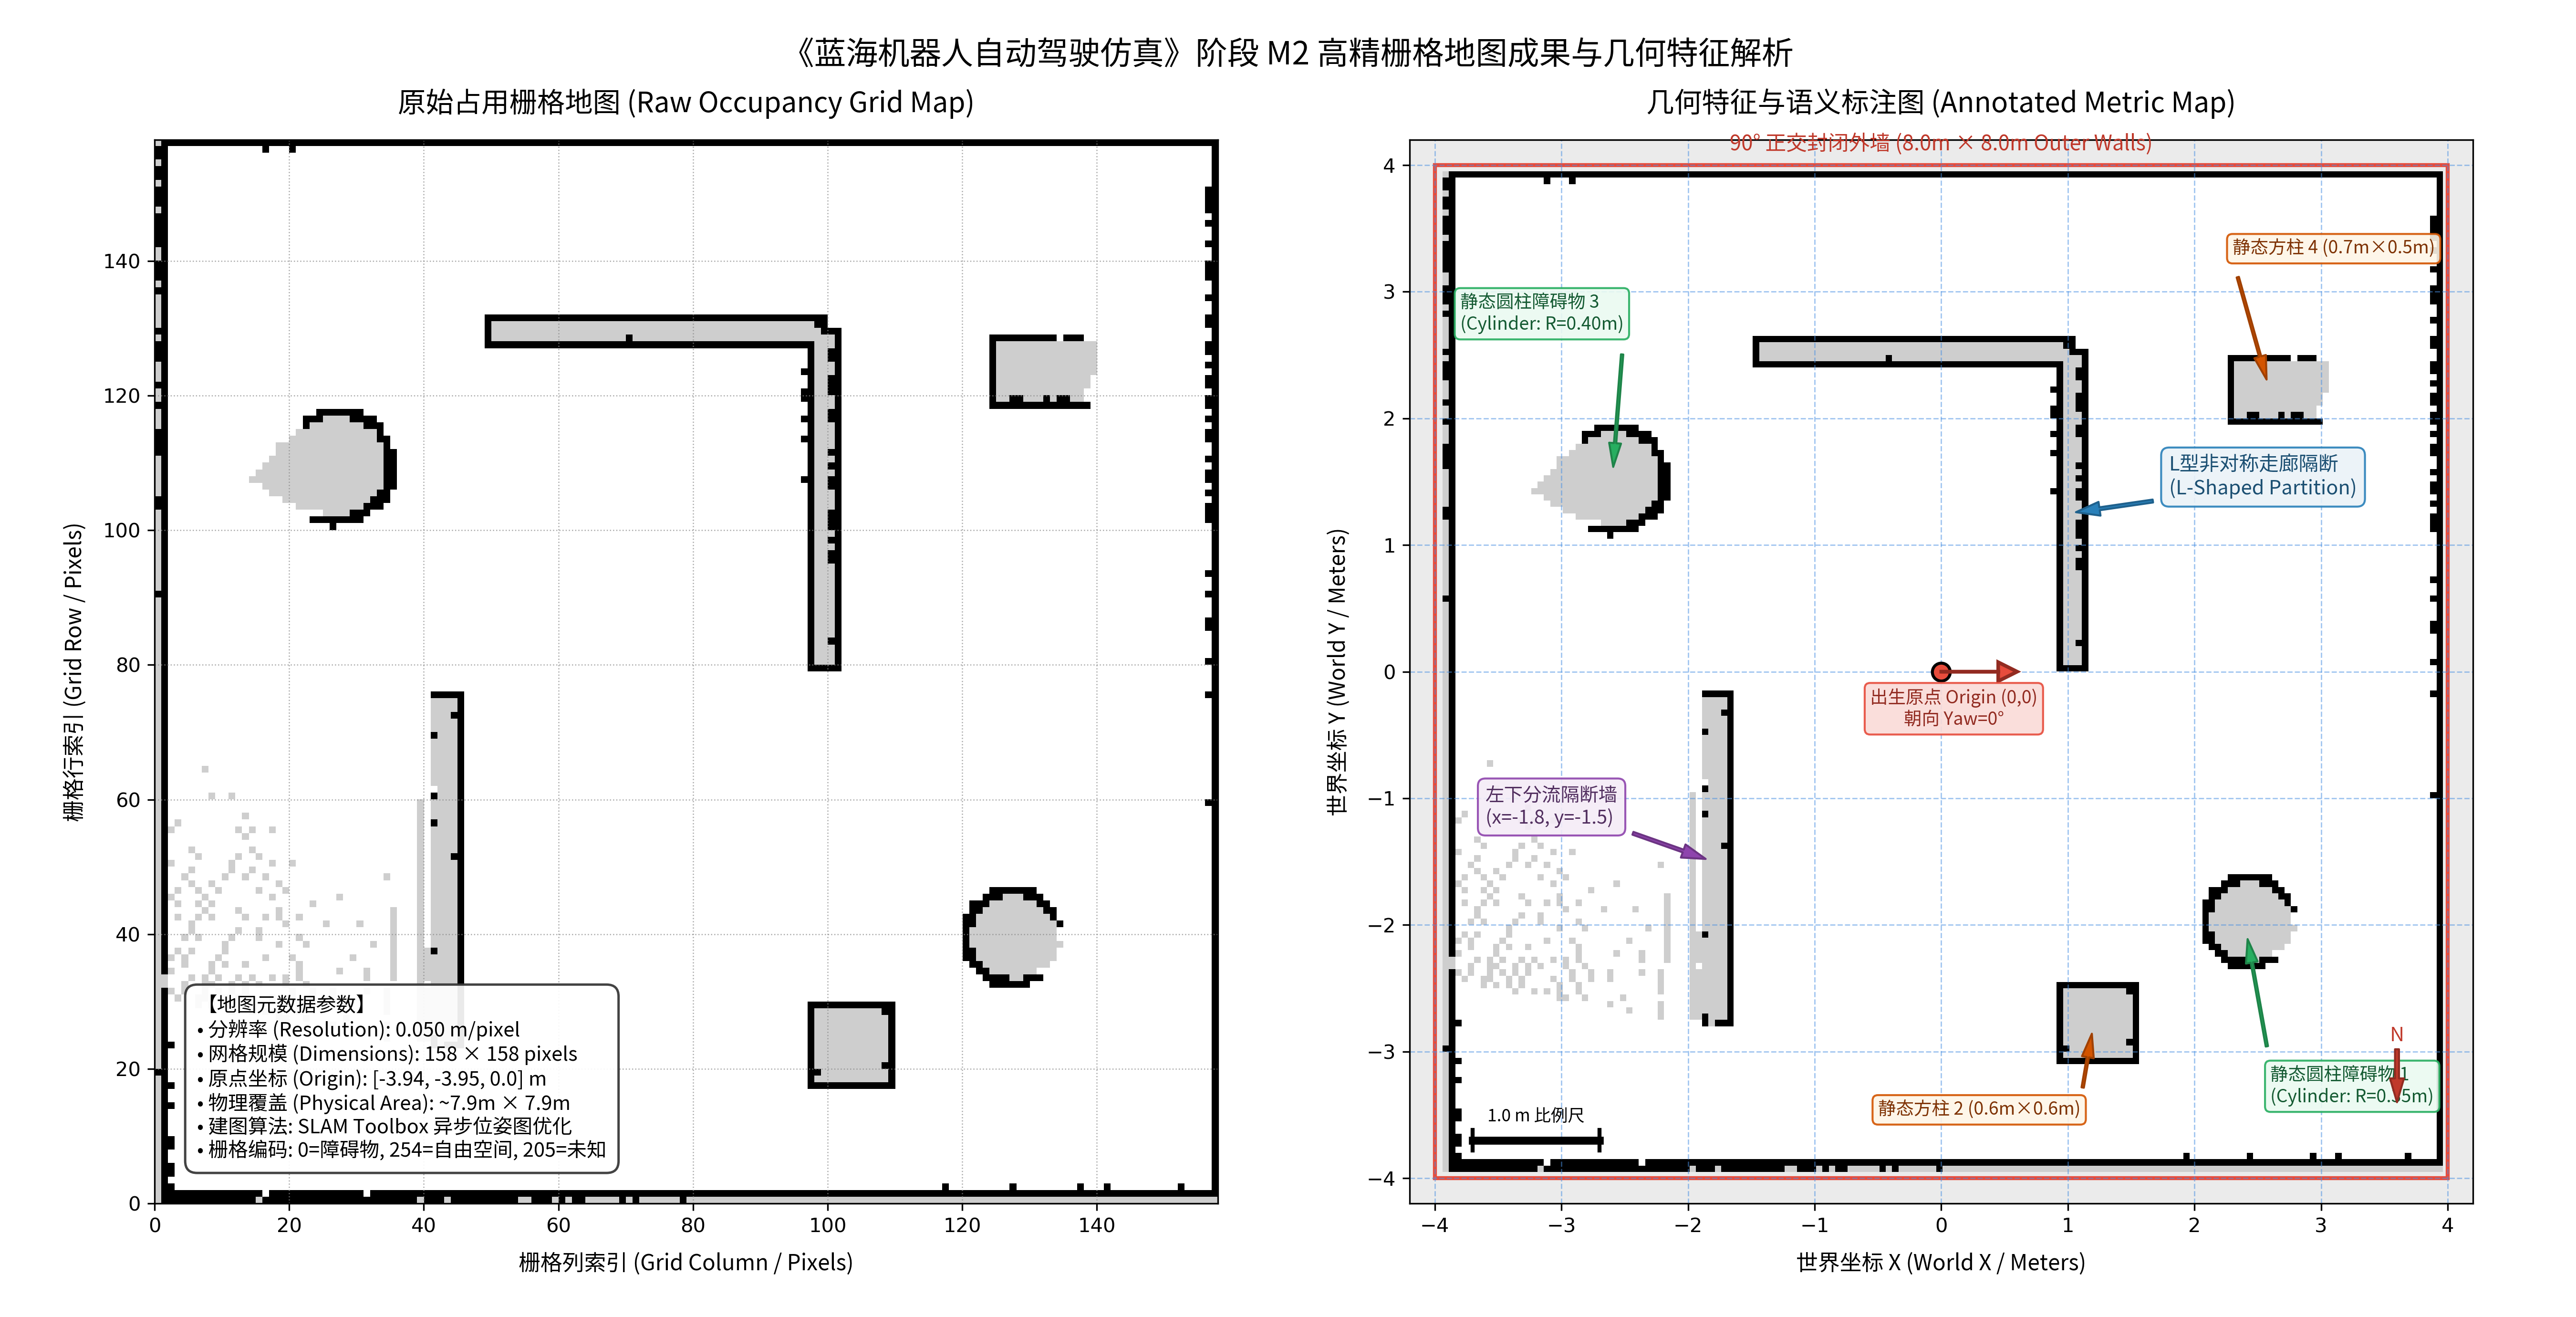 《蓝海机器人自动驾驶仿真》阶段 M2 高精栅格地图成果与几何特征解析
原始占用栅格地图 (Raw Occupancy Grid Map)
140
120
100
80
60
40
20
0
栅格行索引 (Grid Row / Pixels)
【地图元数据参数】
• 分辨率 (Resolution): 0.050 m/pixel
• 网格规模 (Dimensions): 158 × 158 pixels
• 原点坐标 (Origin): [-3.94, -3.95, 0.0] m
• 物理覆盖 (Physical Area): ~7.9m × 7.9m
• 建图算法: SLAM Toolbox 异步位姿图优化
• 栅格编码: 0=障碍物, 254=自由空间, 205=未知
0 20 40 60 80 100 120 140
栅格列索引 (Grid Column / Pixels)
几何特征与语义标注图 (Annotated Metric Map)
90° 正交封闭外墙 (8.0m × 8.0m Outer Walls)
4
3
2
1
0
−1
−2
−3
−4
世界坐标 Y (World Y / Meters)
静态方柱 4 (0.7m×0.5m)
静态圆柱障碍物 3
(Cylinder: R=0.40m)
L型非对称走廊隔断
(L-Shaped Partition)
出生原点 Origin (0,0)
朝向 Yaw=0°
左下分流隔断墙
(x=-1.8, y=-1.5)
N
静态圆柱障碍物 1
(Cylinder: R=0.35m)
静态方柱 2 (0.6m×0.6m)
1.0 m 比例尺
−4 −3 −2 −1 0 1 2 3 4
世界坐标 X (World X / Meters)